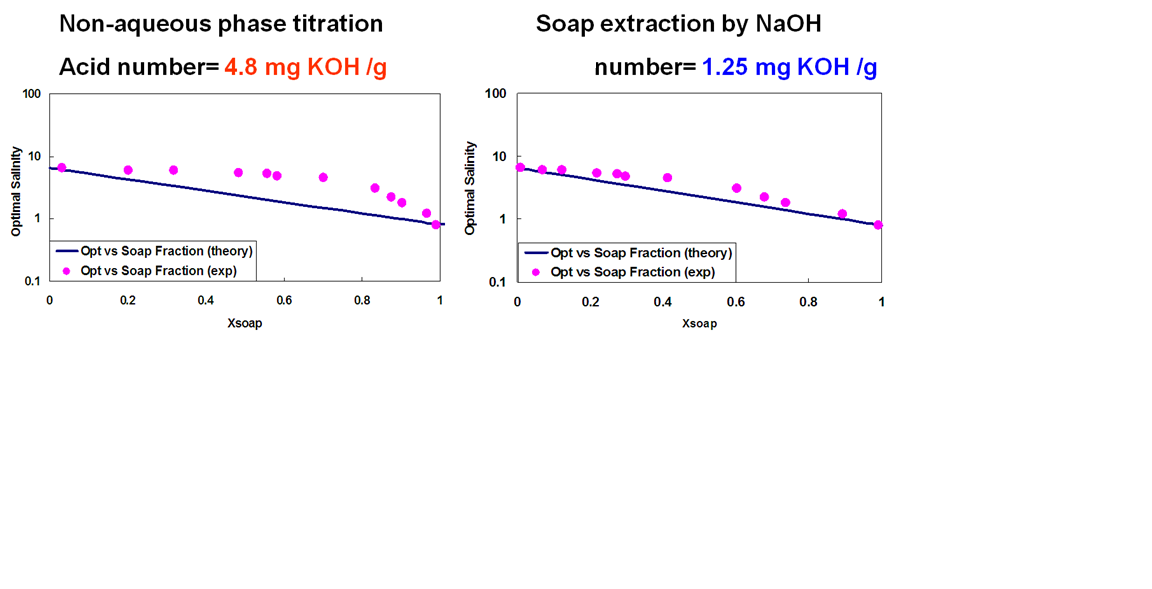 Non-aqueous phase titration
Acid number= 4.8 mg KOH /g
100
10
1
0.1
Optimal Salinity
Opt vs Soap Fraction (theory)
Opt vs Soap Fraction (exp)
0 0.2 0.4 0.6 0.8 1
Xsoap
Soap extraction by NaOH
number= 1.25 mg KOH /g
100
10
1
0.1
Optimal Salinity
Opt vs Soap Fraction (theory)
Opt vs Soap Fraction (exp)
0 0.2 0.4 0.6 0.8 1
Xsoap